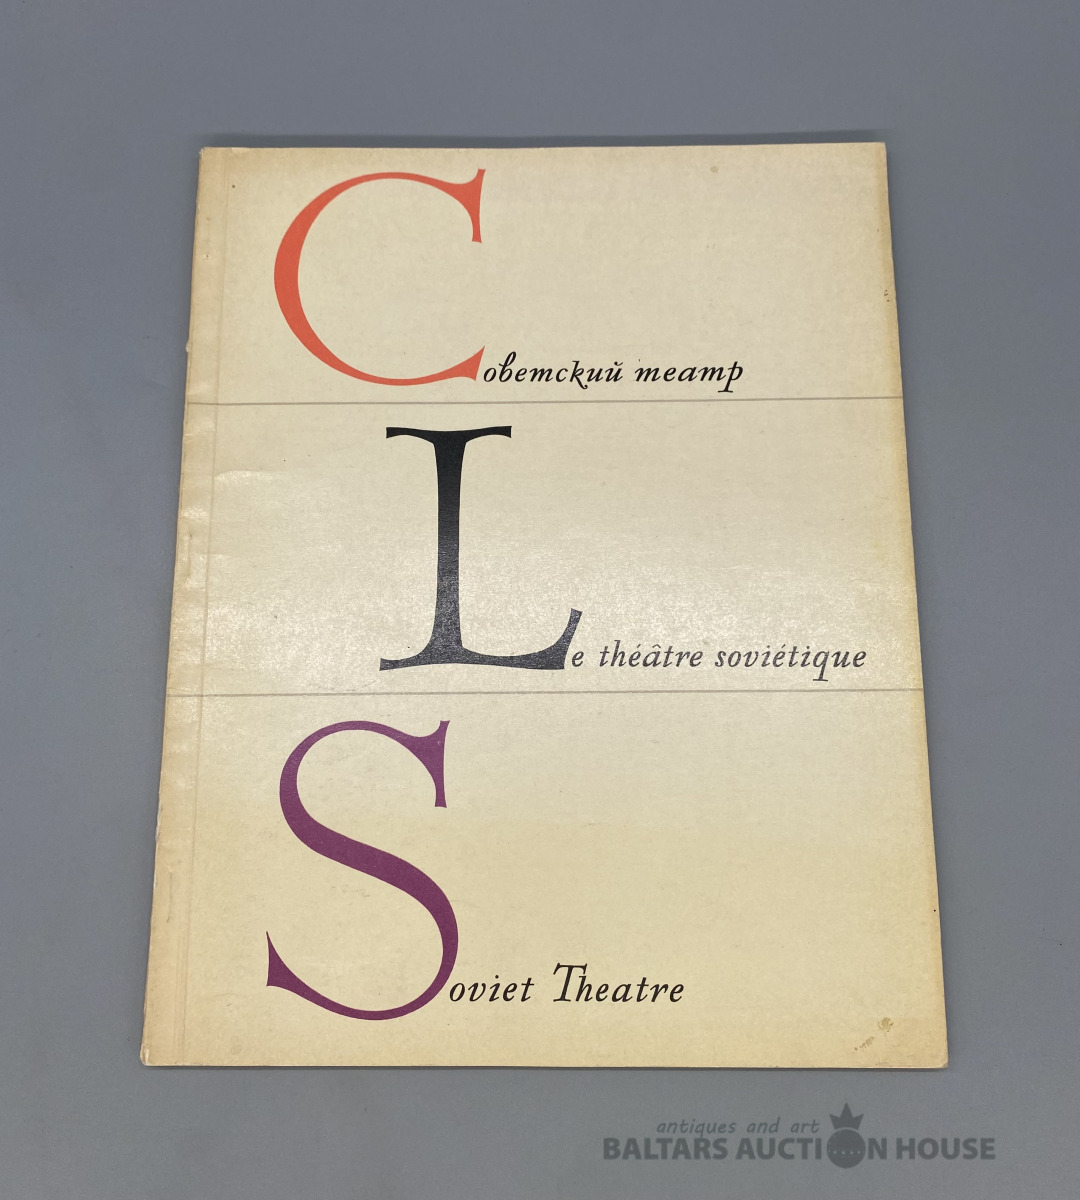 Советский театр
Le théâtre soviétique
Soviet Theatre
antiques and art
BALTARS AUCTION HOUSE